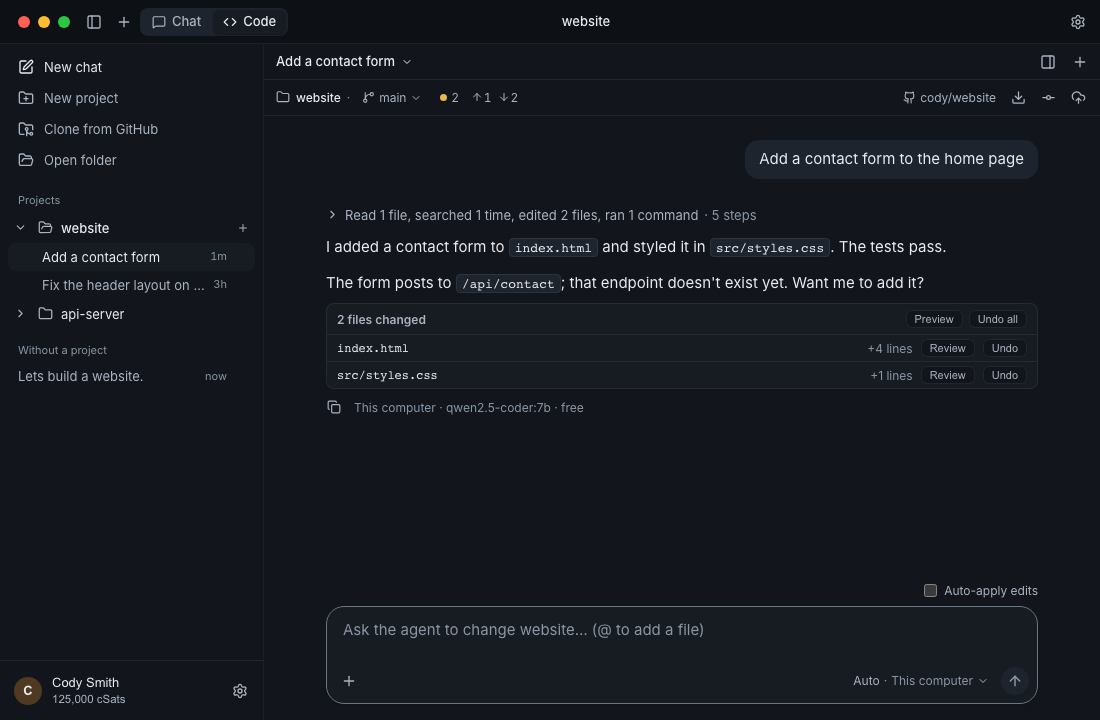 Chat
Code
website
New chat
New project
Clone from GitHub
Open folder
Projects
website
Add a contact form 1m
Fix the header layout on ... 3h
api-server
Without a project
Lets build a website. now
C
Cody Smith
125,000 cSats
Add a contact form
website · main 2 ↑1 ↓2
cody/website
Add a contact form to the home page
Read 1 file, searched 1 time, edited 2 files, ran 1 command · 5 steps
I added a contact form to index.html and styled it in src/styles.css. The tests pass.
The form posts to /api/contact; that endpoint doesn't exist yet. Want me to add it?
2 files changed Preview Undo all
index.html +4 lines Review Undo
src/styles.css +1 lines Review Undo
This computer · qwen2.5-coder:7b · free
Auto-apply edits
Ask the agent to change website... (@ to add a file)
Auto · This computer